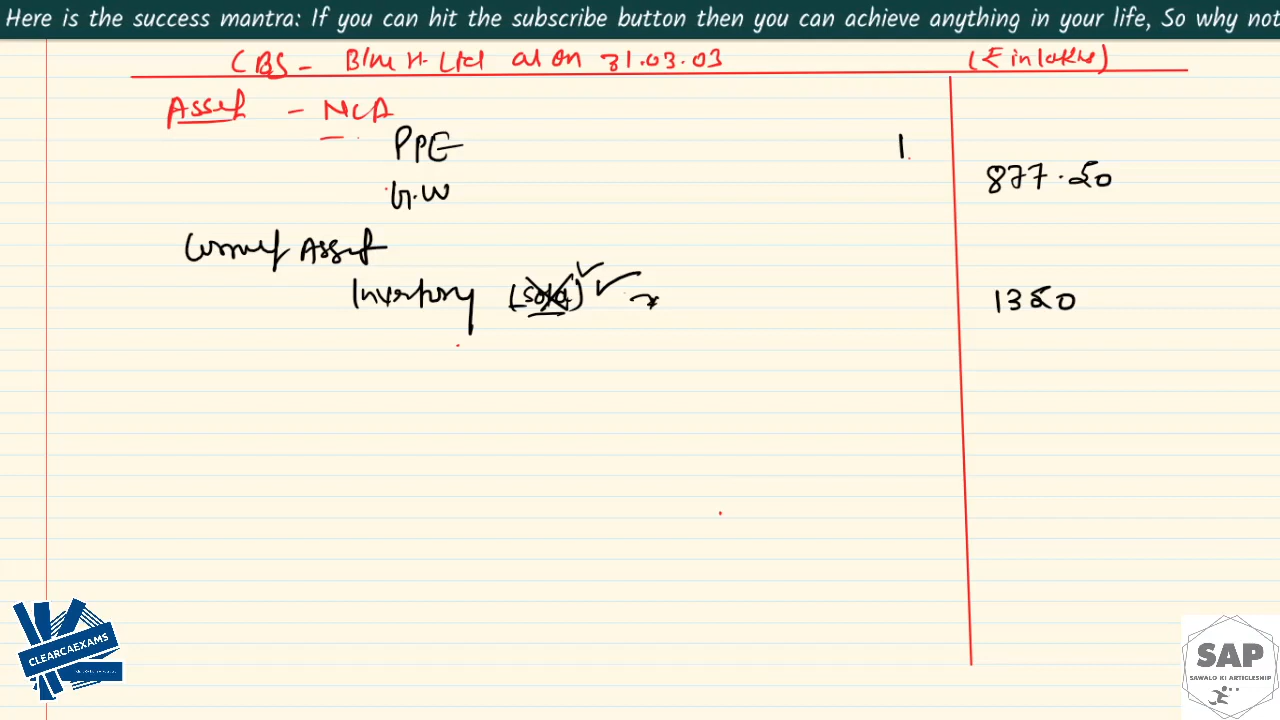 Here is the success mantra: If you can hit the subscribe button then you can achieve anything in your life, So why not
CBS - Blue H. Ltd as on 31.03.03 (₹ in lakhs)
Asset - NCA
PPE 1
877.50
G.W
Current Asset
Inventory 1350
CLEARCAEXAMS
SAP
SAWALO KI ARTICLESHIP